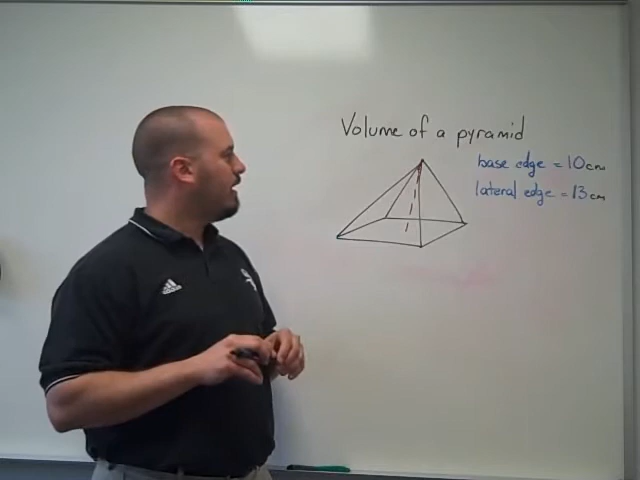 Volume of a pyramid
base edge = 10cm
lateral edge = 13cm